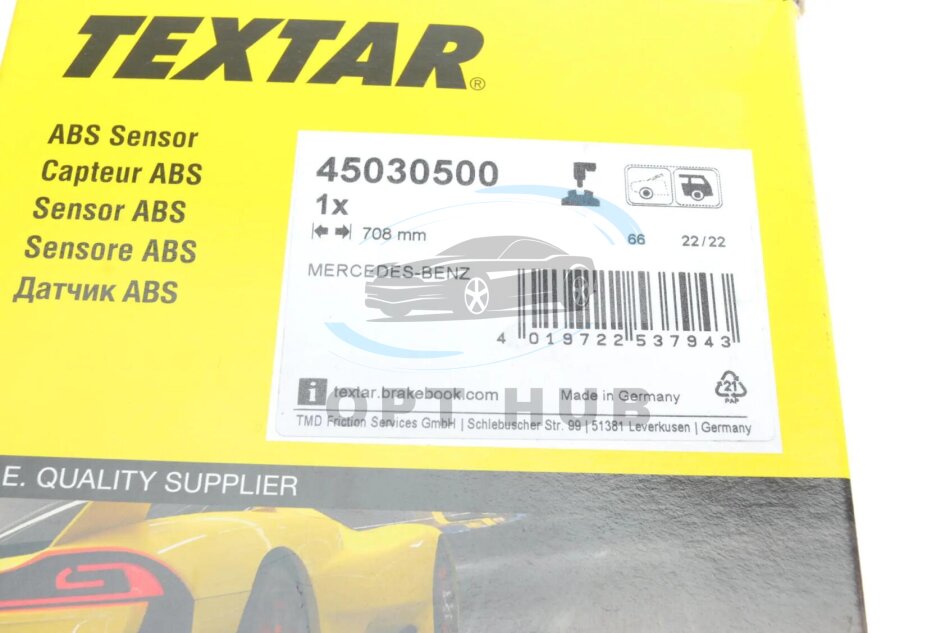 TEXTAR®
ABS Sensor
Capteur ABS
Sensor ABS
Sensore ABS
Датчик ABS
45030500
1x
708 mm
66 22/22
MERCEDES-BENZ
4 019722 537943
i textar.brakebook.com Made in Germany
21
PAP
OPT HUB
TMD Friction Services GmbH | Schlebuscher Str. 99 | 51381 Leverkusen | Germany
E. QUALITY SUPPLIER